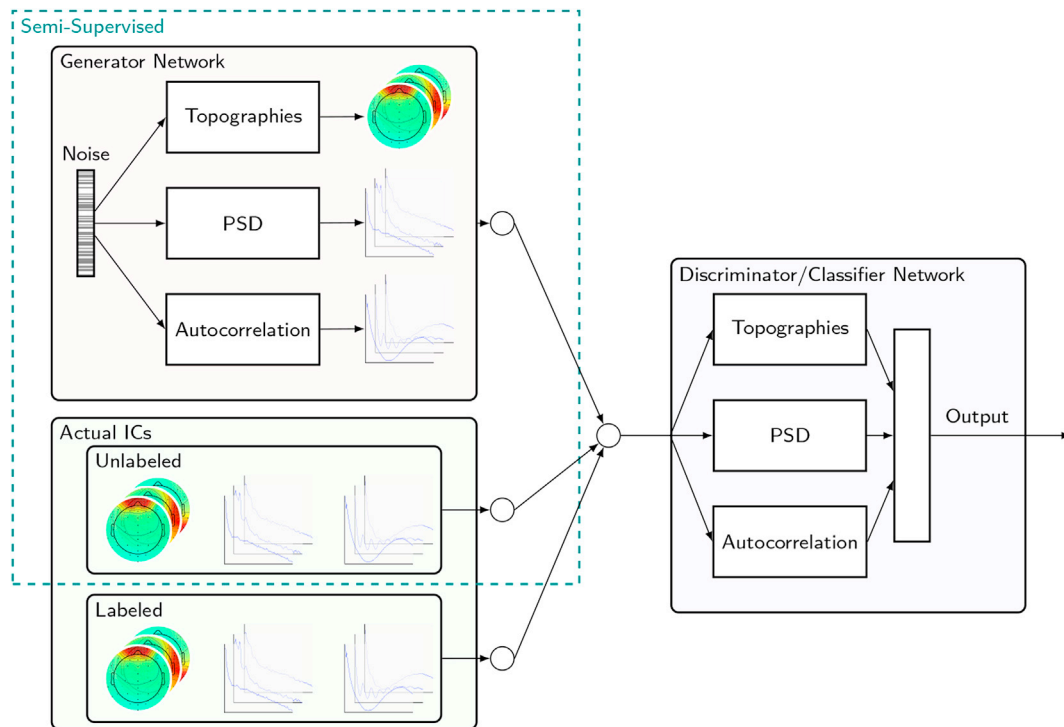 Semi-Supervised
Generator Network
Topographies
Noise
PSD
Autocorrelation
Actual ICs
Unlabeled
Labeled
Discriminator/Classifier Network
Topographies
PSD
Autocorrelation
Output